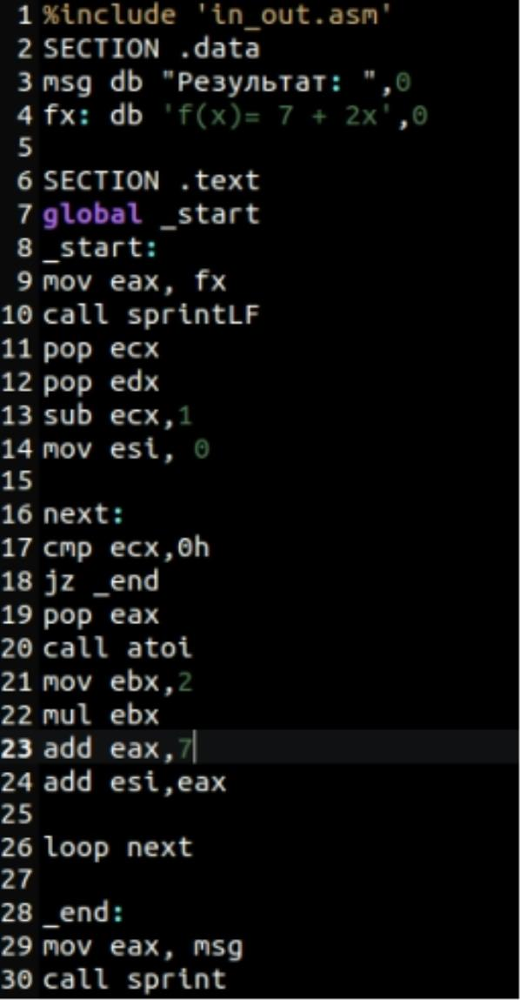 1 %include 'in_out.asm'
2 SECTION .data
3 msg db "Результат: ",0
4 fx: db 'f(x)= 7 + 2x',0
5
6 SECTION .text
7 global _start
8 _start:
9 mov eax, fx
10 call sprintLF
11 pop ecx
12 pop edx
13 sub ecx,1
14 mov esi, 0
15
16 next:
17 cmp ecx,0h
18 jz _end
19 pop eax
20 call atoi
21 mov ebx,2
22 mul ebx
23 add eax,7
24 add esi,eax
25
26 loop next
27
28 _end:
29 mov eax, msg
30 call sprint